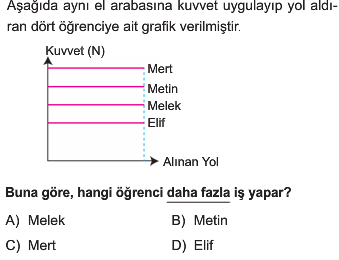 Aşağıda aynı el arabasına kuvvet uygulayıp yol aldı-
ran dört öğrenciye ait grafik verilmiştir.
Kuvvet (N)
Mert
Metin
Melek
Elif
Alınan Yol
Buna göre, hangi öğrenci daha fazla iş yapar?
A) Melek
B) Metin
C) Mert
D) Elif